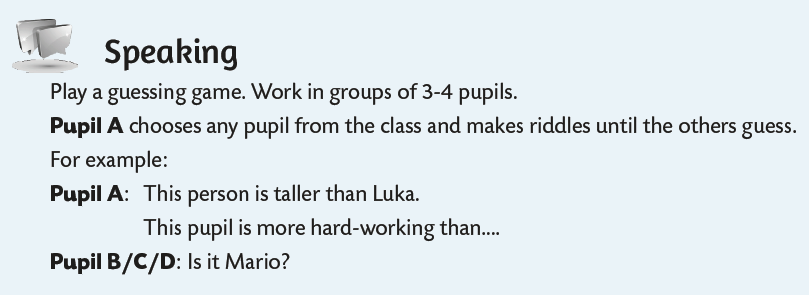 Speaking
Play a guessing game. Work in groups of 3-4 pupils.
Pupil A chooses any pupil from the class and makes riddles until the others guess.
For example:
Pupil A: This person is taller than Luka.
This pupil is more hard-working than....
Pupil B/C/D: Is it Mario?